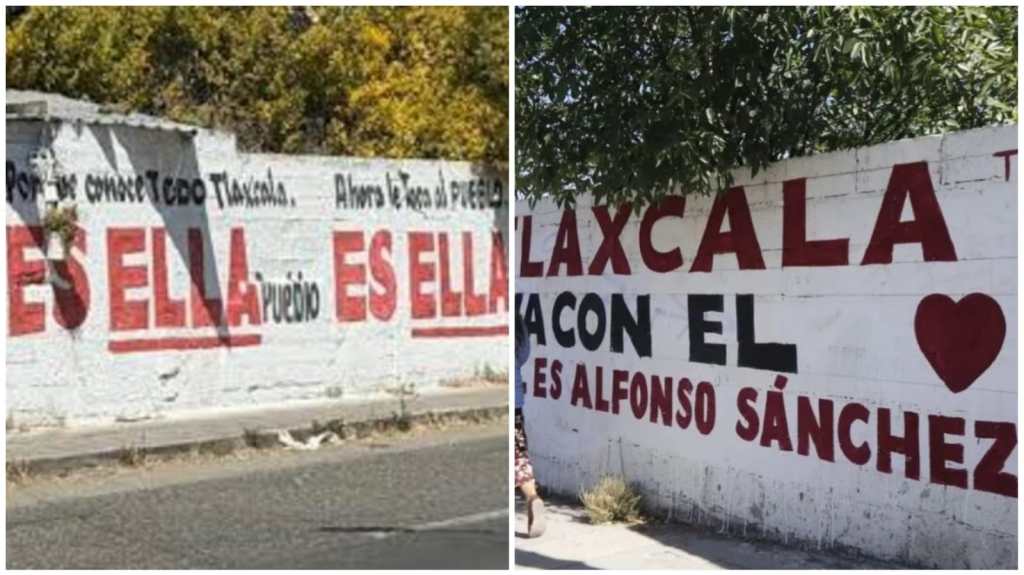 conoce TODO Tlaxcala.
Ahora le Toca al PUEBLO
ES ELLA
PUEBLO
ES ELLA
TLAXCALA
CON EL
ES ALFONSO SÁNCHEZ